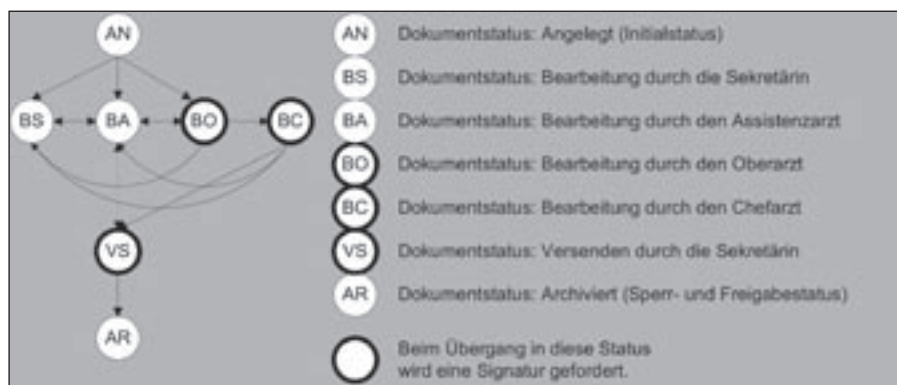 AN
BS BA BO BC
VS
AR
AN Dokumentstatus: Angelegt (Initialstatus)
BS Dokumentstatus: Bearbeitung durch die Sekretärin
BA Dokumentstatus: Bearbeitung durch den Assistenzarzt
BO Dokumentstatus: Bearbeitung durch den Oberarzt
BC Dokumentstatus: Bearbeitung durch den Chefarzt
VS Dokumentstatus: Versenden durch die Sekretärin
AR Dokumentstatus: Archiviert (Sperr- und Freigabestatus)
Beim Übergang in diese Status
wird eine Signatur gefordert.